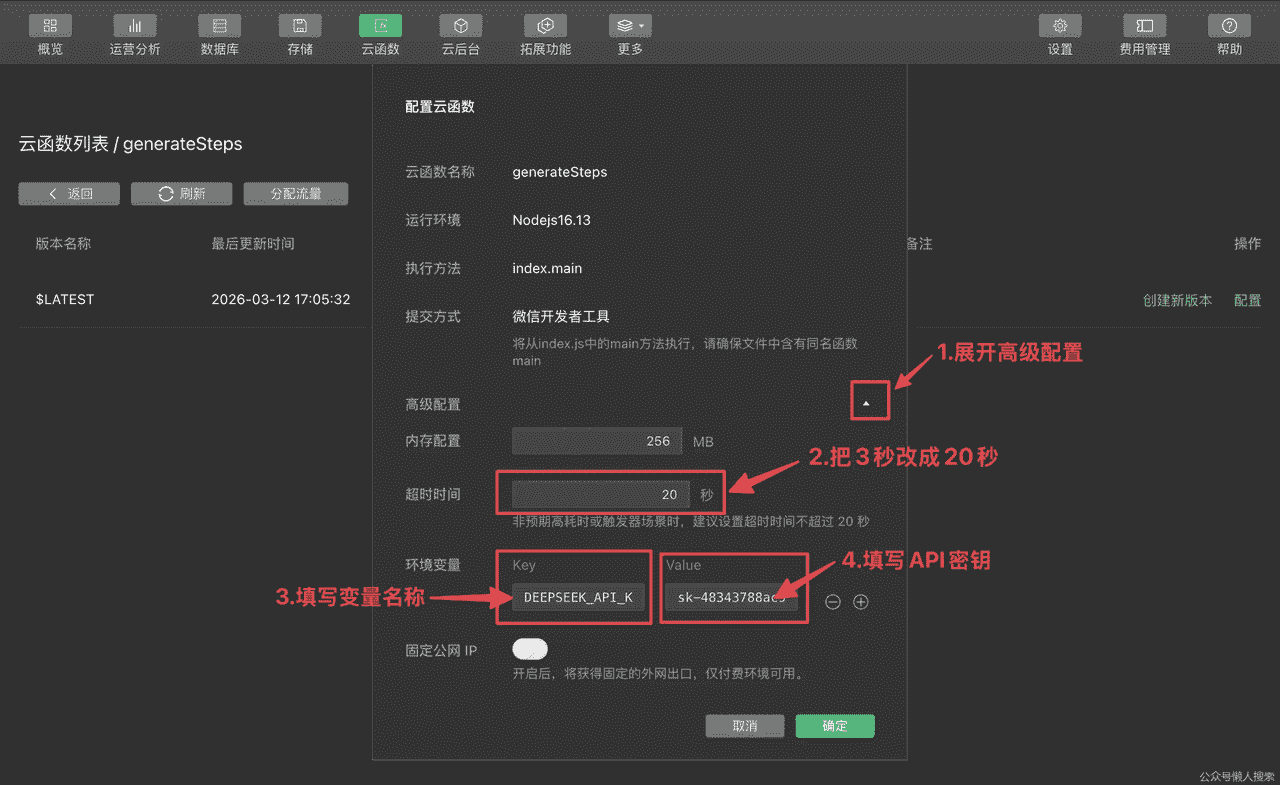 概览 运营分析 数据库 存储 云函数 云后台 拓展功能 更多 设置 费用管理 帮助
配置云函数
云函数列表 / generateSteps
云函数名称 generateSteps
返回 刷新 分配流量
运行环境 Nodejs16.13
版本名称 最后更新时间 备注 操作
执行方法 index.main
$LATEST 2026-03-12 17:05:32 创建新版本 配置
提交方式 微信开发者工具
将从index.js中的main方法执行，请确保文件中含有同名函数
main
1.展开高级配置
高级配置
内存配置 256 MB
2.把3秒改成20秒
超时时间 20 秒
非预期高耗时或触发器场景时，建议设置超时时间不超过 20 秒
4.填写API密钥
环境变量 Key Value
3.填写变量名称
DEEPSEEK_API_K sk-48343788ac
固定公网 IP
开启后，将获得固定的外网出口，仅付费环境可用。
取消 确定
公众号懒人搜索